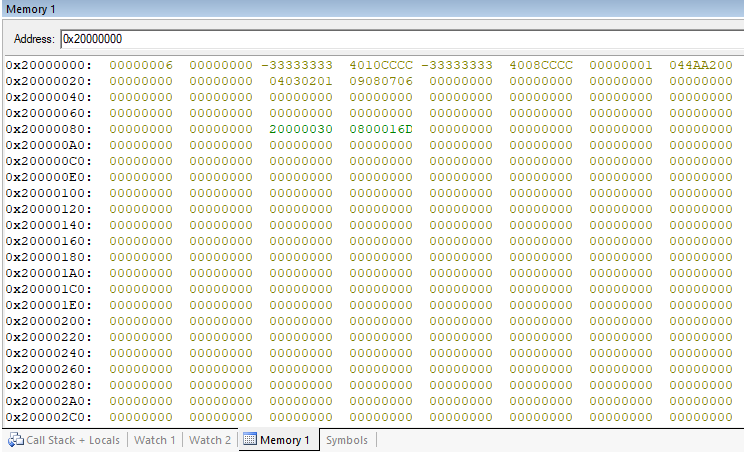 Memory 1
Address: 0x20000000
0x20000000: 00000006 00000000 -33333333 4010CCCC -33333333 4008CCCC 00000001 044AA200
0x20000020: 00000000 00000000 04030201 09080706 00000000 00000000 00000000 00000000
0x20000040: 00000000 00000000 00000000 00000000 00000000 00000000 00000000 00000000
0x20000060: 00000000 00000000 00000000 00000000 00000000 00000000 00000000 00000000
0x20000080: 00000000 00000000 20000030 0800016D 00000000 00000000 00000000 00000000
0x200000A0: 00000000 00000000 00000000 00000000 00000000 00000000 00000000 00000000
0x200000C0: 00000000 00000000 00000000 00000000 00000000 00000000 00000000 00000000
0x200000E0: 00000000 00000000 00000000 00000000 00000000 00000000 00000000 00000000
0x20000100: 00000000 00000000 00000000 00000000 00000000 00000000 00000000 00000000
0x20000120: 00000000 00000000 00000000 00000000 00000000 00000000 00000000 00000000
0x20000140: 00000000 00000000 00000000 00000000 00000000 00000000 00000000 00000000
0x20000160: 00000000 00000000 00000000 00000000 00000000 00000000 00000000 00000000
0x20000180: 00000000 00000000 00000000 00000000 00000000 00000000 00000000 00000000
0x200001A0: 00000000 00000000 00000000 00000000 00000000 00000000 00000000 00000000
0x200001C0: 00000000 00000000 00000000 00000000 00000000 00000000 00000000 00000000
0x200001E0: 00000000 00000000 00000000 00000000 00000000 00000000 00000000 00000000
0x20000200: 00000000 00000000 00000000 00000000 00000000 00000000 00000000 00000000
0x20000220: 00000000 00000000 00000000 00000000 00000000 00000000 00000000 00000000
0x20000240: 00000000 00000000 00000000 00000000 00000000 00000000 00000000 00000000
0x20000260: 00000000 00000000 00000000 00000000 00000000 00000000 00000000 00000000
0x20000280: 00000000 00000000 00000000 00000000 00000000 00000000 00000000 00000000
0x200002A0: 00000000 00000000 00000000 00000000 00000000 00000000 00000000 00000000
0x200002C0: 00000000 00000000 00000000 00000000 00000000 00000000 00000000 00000000
Call Stack + Locals Watch 1 Watch 2 Memory 1 Symbols